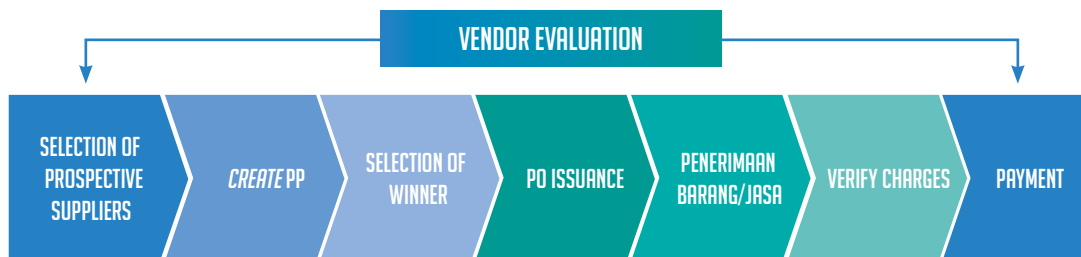 VENDOR EVALUATION
SELECTION OF
PROSPECTIVE
SUPPLIERS
CREATE PP
SELECTION OF
WINNER
PO ISSUANCE
PENERIMAAN
BARANG/JASA
VERIFY CHARGES
PAYMENT